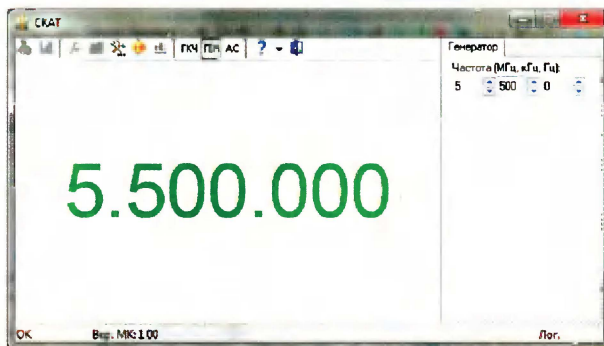 СКАТ
ГКЧ ГЕН АС ?
Генератор
Частота (МГц, кГц, Гц):
5 500 0
5.500.000
OK Вер. МК: 1.00 Лог.